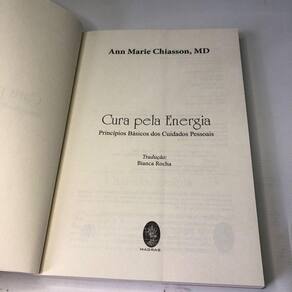 Ann Marie Chiasson, MD
Cura pela Energia
Princípios Básicos dos Cuidados Pessoais
Tradução:
Bianca Rocha
MADRAS